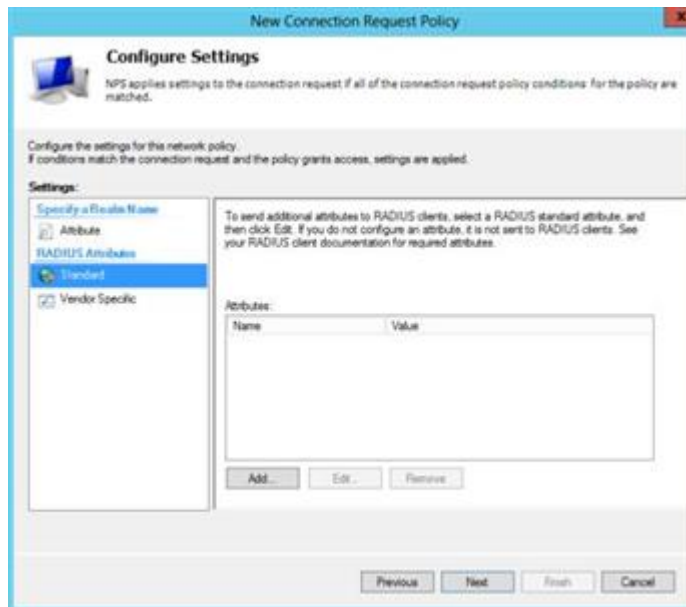 New Connection Request Policy
X
Configure Settings
NPS applies settings to the connection request if all of the connection request policy conditions for the policy are
matched.
Configure the settings for this network policy.
If conditions match the connection request and the policy grants access, settings are applied.
Settings:
Specify a Realm Name
Attribute
RADIUS Attributes
Standard
Vendor Specific
To send additional attributes to RADIUS clients, select a RADIUS standard attribute, and
then click Edit. If you do not configure an attribute, it is not sent to RADIUS clients. See
your RADIUS client documentation for required attributes.
Attributes:
Name Value
Add... Edit... Remove
Previous Next Finish Cancel